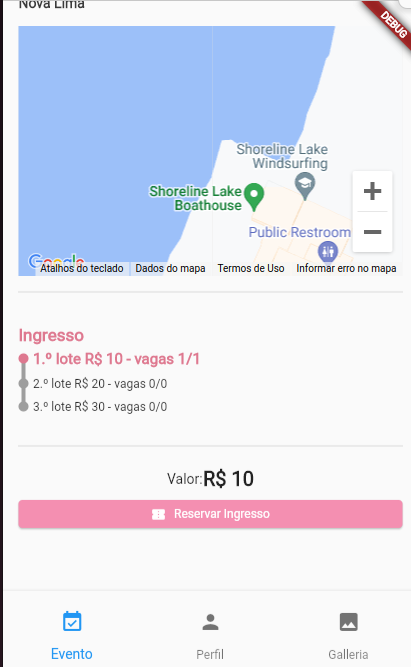 Nova Lima
DEBUG
Shoreline Lake
Windsurfing
Shoreline Lake
Boathouse
Public Restroom
+
−
Google
Atalhos do teclado
Dados do mapa
Termos de Uso
Informar erro no mapa
Ingresso
1.º lote R$ 10 - vagas 1/1
2.º lote R$ 20 - vagas 0/0
3.º lote R$ 30 - vagas 0/0
Valor:R$ 10
Reservar Ingresso
Evento
Perfil
Galleria